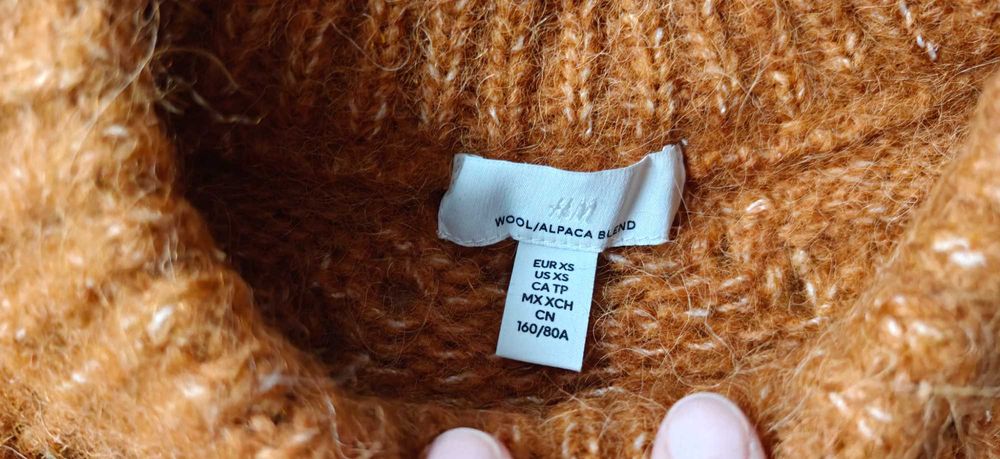 H&M
WOOL/ALPACA BLEND
EUR XS
US XS
CA TP
MX XCH
CN
160/80A